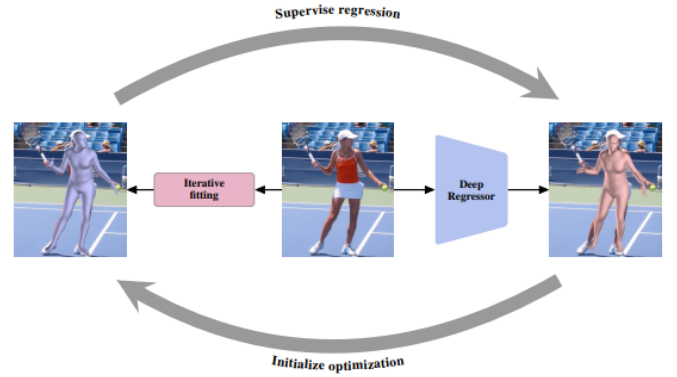 Supervise regression
Iterative
fitting
Deep
Regressor
Initialize optimization